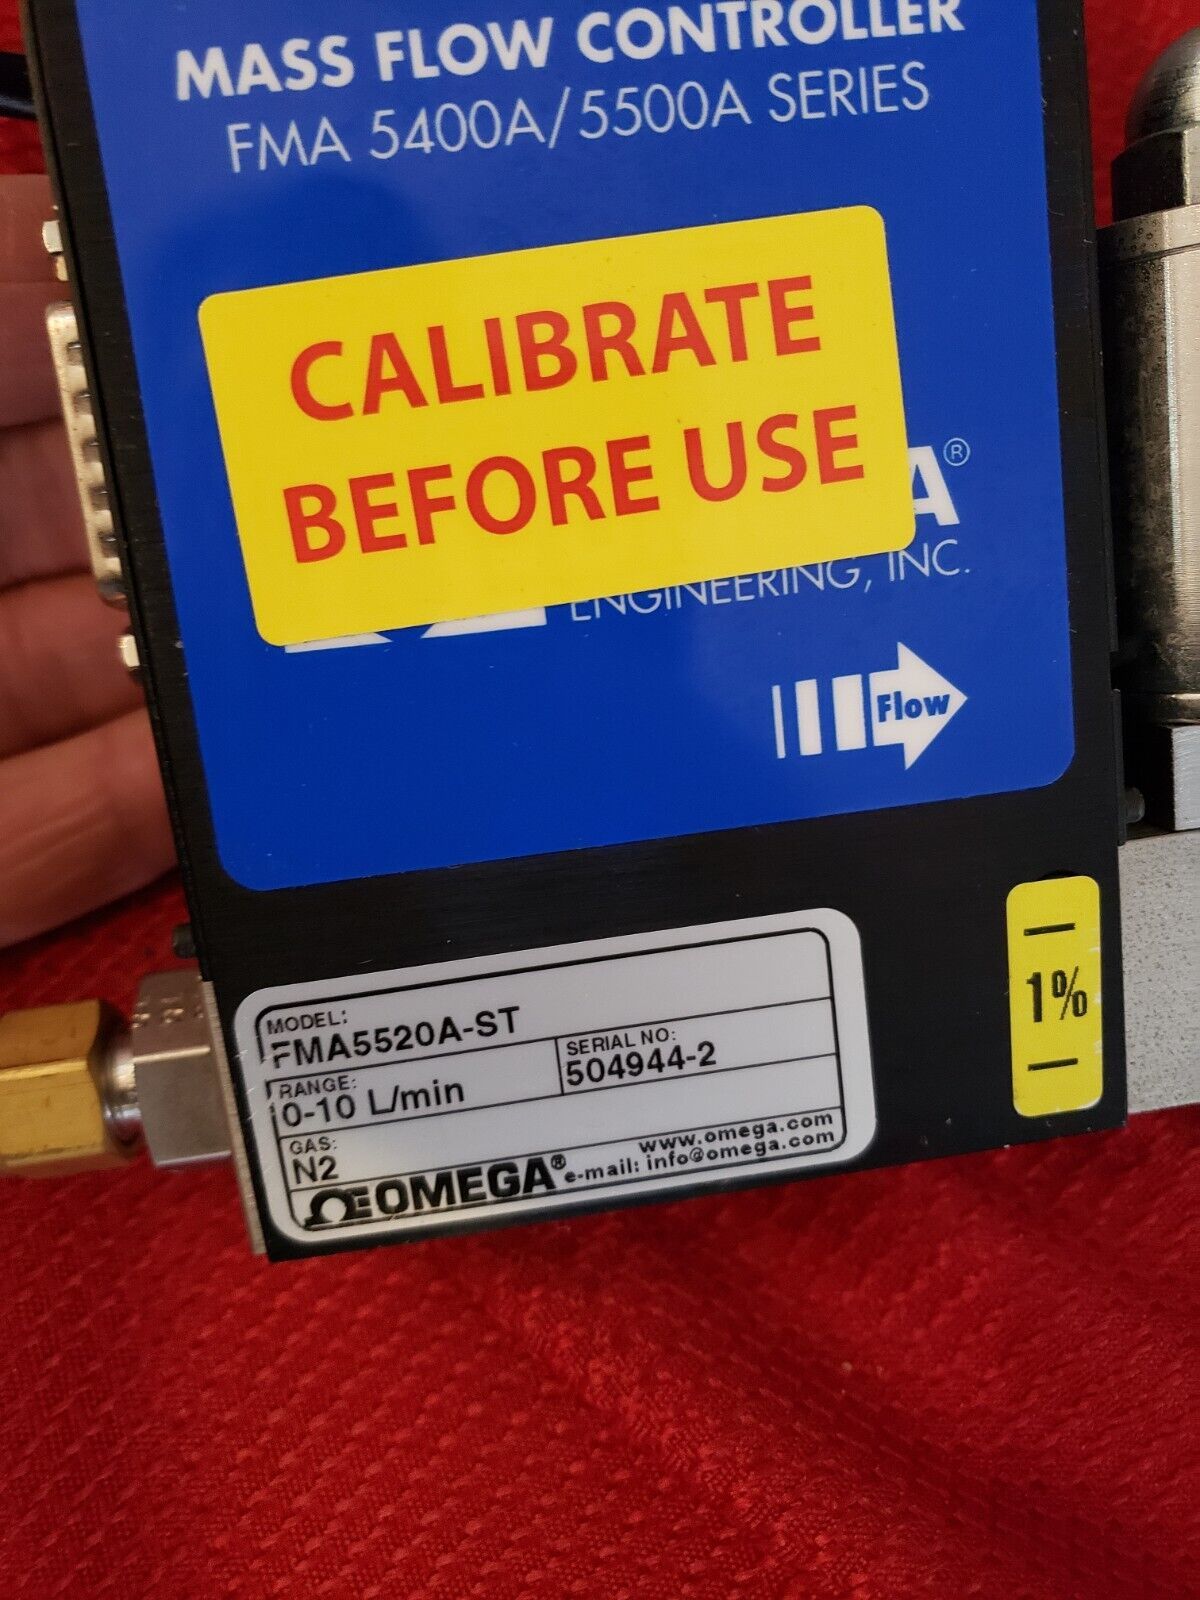 MASS FLOW CONTROLLER
FMA 5400A/5500A SERIES
CALIBRATE
BEFORE USE
A®
ENGINEERING, INC.
Flow
1%
MODEL:
FMA5520A-ST
RANGE:
0-10 L/min
SERIAL NO:
504944-2
GAS:
N2
ΩEOMEGA®
www.omega.com
e-mail: info@omega.com